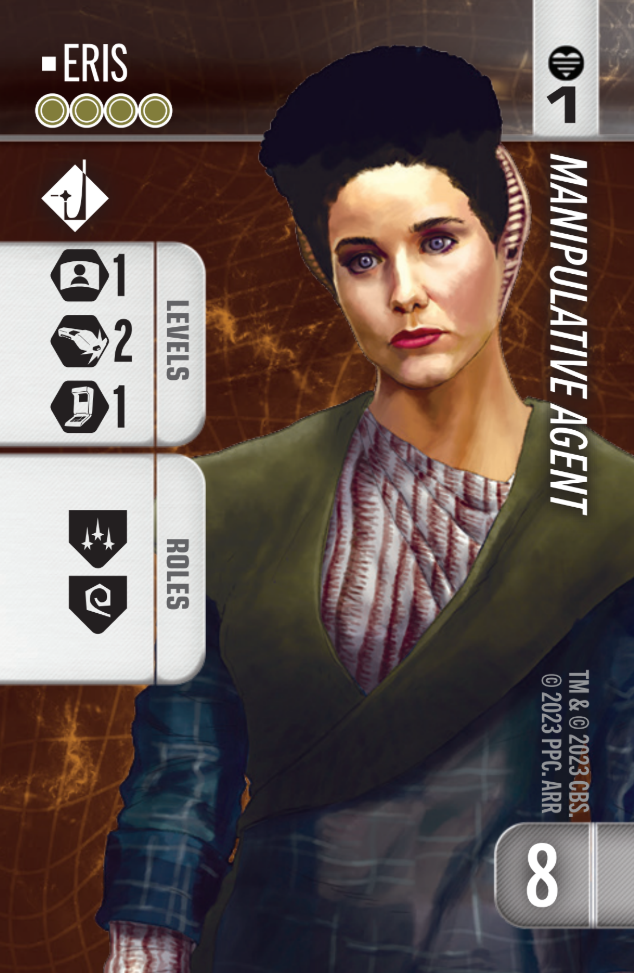 ERIS
1
MANIPULATIVE AGENT
LEVELS
1
2
1
ROLES
TM & © 2023 CBS.
© 2023 PPC. ARR
8